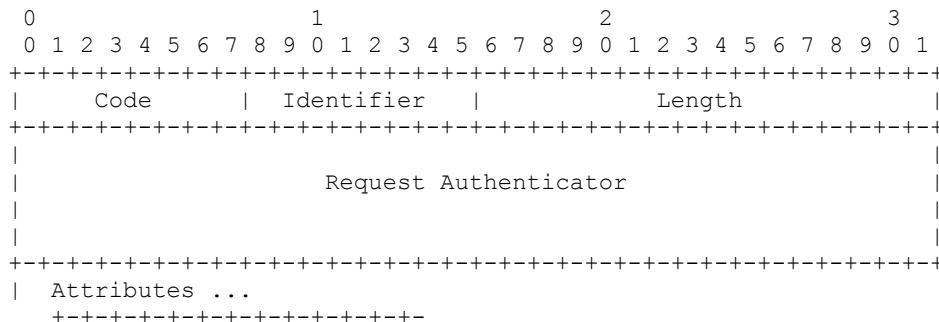 0                   1                   2                   3
 0 1 2 3 4 5 6 7 8 9 0 1 2 3 4 5 6 7 8 9 0 1 2 3 4 5 6 7 8 9 0 1
+-+-+-+-+-+-+-+-+-+-+-+-+-+-+-+-+-+-+-+-+-+-+-+-+-+-+-+-+-+-+-+-+
|     Code      |  Identifier   |            Length             |
+-+-+-+-+-+-+-+-+-+-+-+-+-+-+-+-+-+-+-+-+-+-+-+-+-+-+-+-+-+-+-+-+
|                                                               |
|                     Request Authenticator                     |
|                                                               |
|                                                               |
+-+-+-+-+-+-+-+-+-+-+-+-+-+-+-+-+-+-+-+-+-+-+-+-+-+-+-+-+-+-+-+-+
|  Attributes ...
   +-+-+-+-+-+-+-+-+-+-+-+-+-